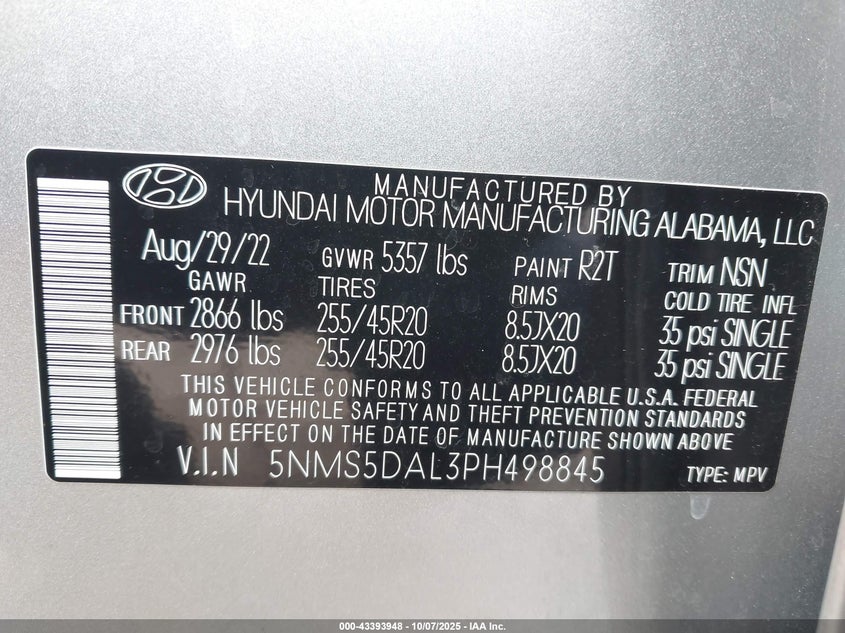 MANUFACTURED BY
HYUNDAI MOTOR MANUFACTURING ALABAMA, LLC
Aug/29/22 GVWR 5357 lbs PAINT R2T TRIM NSN
GAWR TIRES RIMS COLD TIRE INFL
FRONT 2866 lbs 255/45R20 8.5JX20 35 psi SINGLE
REAR 2976 lbs 255/45R20 8.5JX20 35 psi SINGLE
THIS VEHICLE CONFORMS TO ALL APPLICABLE U.S.A. FEDERAL
MOTOR VEHICLE SAFETY AND THEFT PREVENTION STANDARDS
IN EFFECT ON THE DATE OF MANUFACTURE SHOWN ABOVE
V.I.N 5NMS5DAL3PH498845 TYPE: MPV
000-43393948 - 10/07/2025 - IAA Inc.